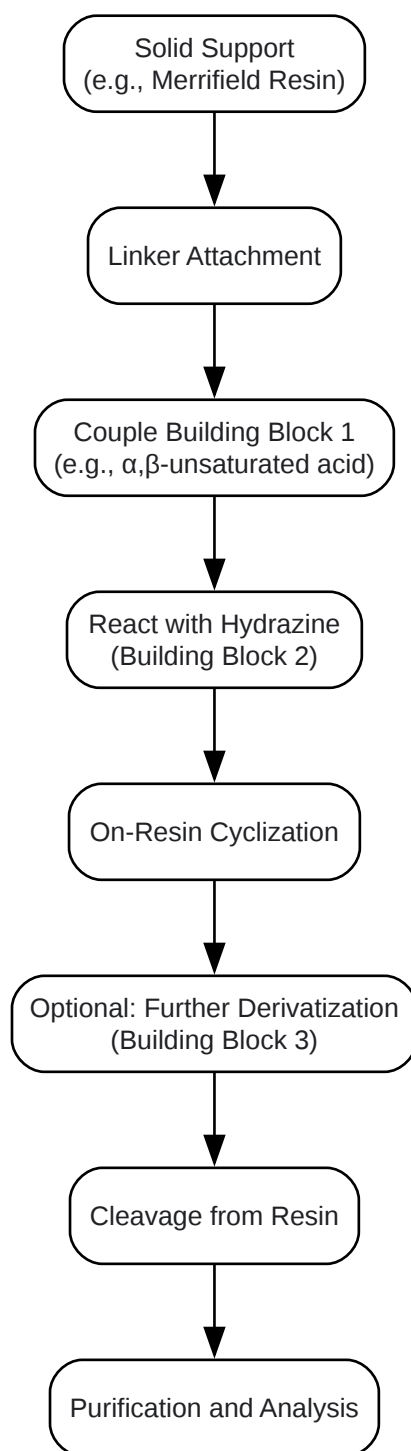 Solid Support
(e.g., Merrifield Resin)
Linker Attachment
Couple Building Block 1
(e.g., α,β-unsaturated acid)
React with Hydrazine
(Building Block 2)
On-Resin Cyclization
Optional: Further Derivatization
(Building Block 3)
Cleavage from Resin
Purification and Analysis